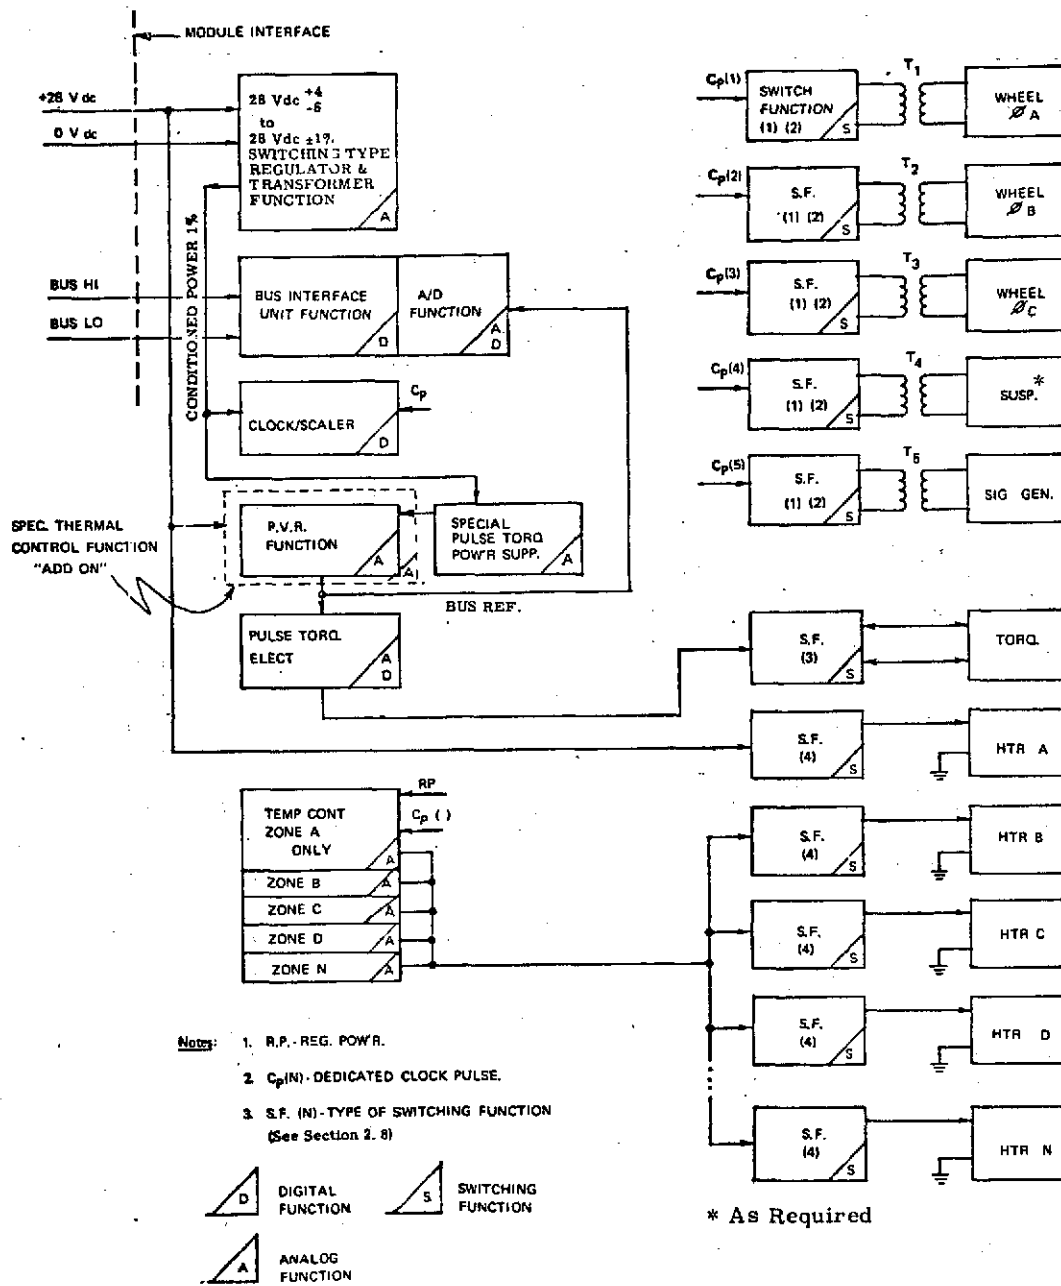 MODULE INTERFACE
+28 Vdc
0 Vdc
28 Vdc +4 -6
to
28 Vdc ±1%
SWITCHING TYPE
REGULATOR &
TRANSFORMER
FUNCTION
A
CONDITIONED POWER 1%
BUS HI
BUS LO
BUS INTERFACE
UNIT FUNCTION
D
A/D
FUNCTION
A
D
CLOCK/SCALER
D
Cp
SPEC. THERMAL
CONTROL FUNCTION
"ADD ON"
P.V.R.
FUNCTION
A
A
SPECIAL
PULSE TORQ
POW'R SUPP.
A
BUS REF.
PULSE TORQ.
ELECT
A
D
TEMP CONT
ZONE A
ONLY
A
RP
Cp ( )
ZONE B
A
ZONE C
A
ZONE D
A
ZONE N
A
Cp(1)
SWITCH
FUNCTION
(1) (2)
S
T1
WHEEL
ØA
Cp(2)
S.F.
(1) (2)
S
T2
WHEEL
ØB
Cp(3)
S.F.
(1) (2)
S
T3
WHEEL
ØC
Cp(4)
S.F.
(1) (2)
S
T4
SUSP.*
Cp(5)
S.F.
(1) (2)
S
T5
SIG GEN.
S.F.
(3)
S
TORQ.
S.F.
(4)
S
HTR A
S.F.
(4)
S
HTR B
S.F.
(4)
S
HTR C
S.F.
(4)
S
HTR D
S.F.
(4)
S
HTR N
Notes: 1. R.P. - REG. POW'R.
2. Cp(N) - DEDICATED CLOCK PULSE.
3. S.F. (N) - TYPE OF SWITCHING FUNCTION
(See Section 2.8)
D
DIGITAL
FUNCTION
S
SWITCHING
FUNCTION
A
ANALOG
FUNCTION
* As Required